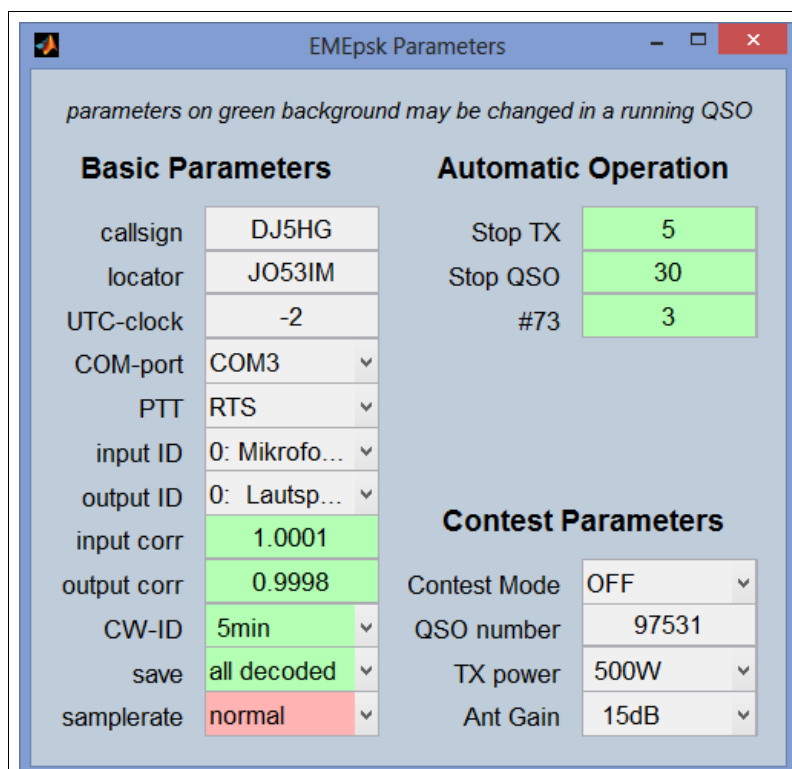 EMEpsk Parameters
parameters on green background may be changed in a running QSO
Basic Parameters
callsign DJ5HG
locator JO53IM
UTC-clock -2
COM-port COM3
PTT RTS
input ID 0: Mikrofo...
output ID 0: Lautsp...
input corr 1.0001
output corr 0.9998
CW-ID 5min
save all decoded
samplerate normal
Automatic Operation
Stop TX 5
Stop QSO 30
#73 3
Contest Parameters
Contest Mode OFF
QSO number 97531
TX power 500W
Ant Gain 15dB